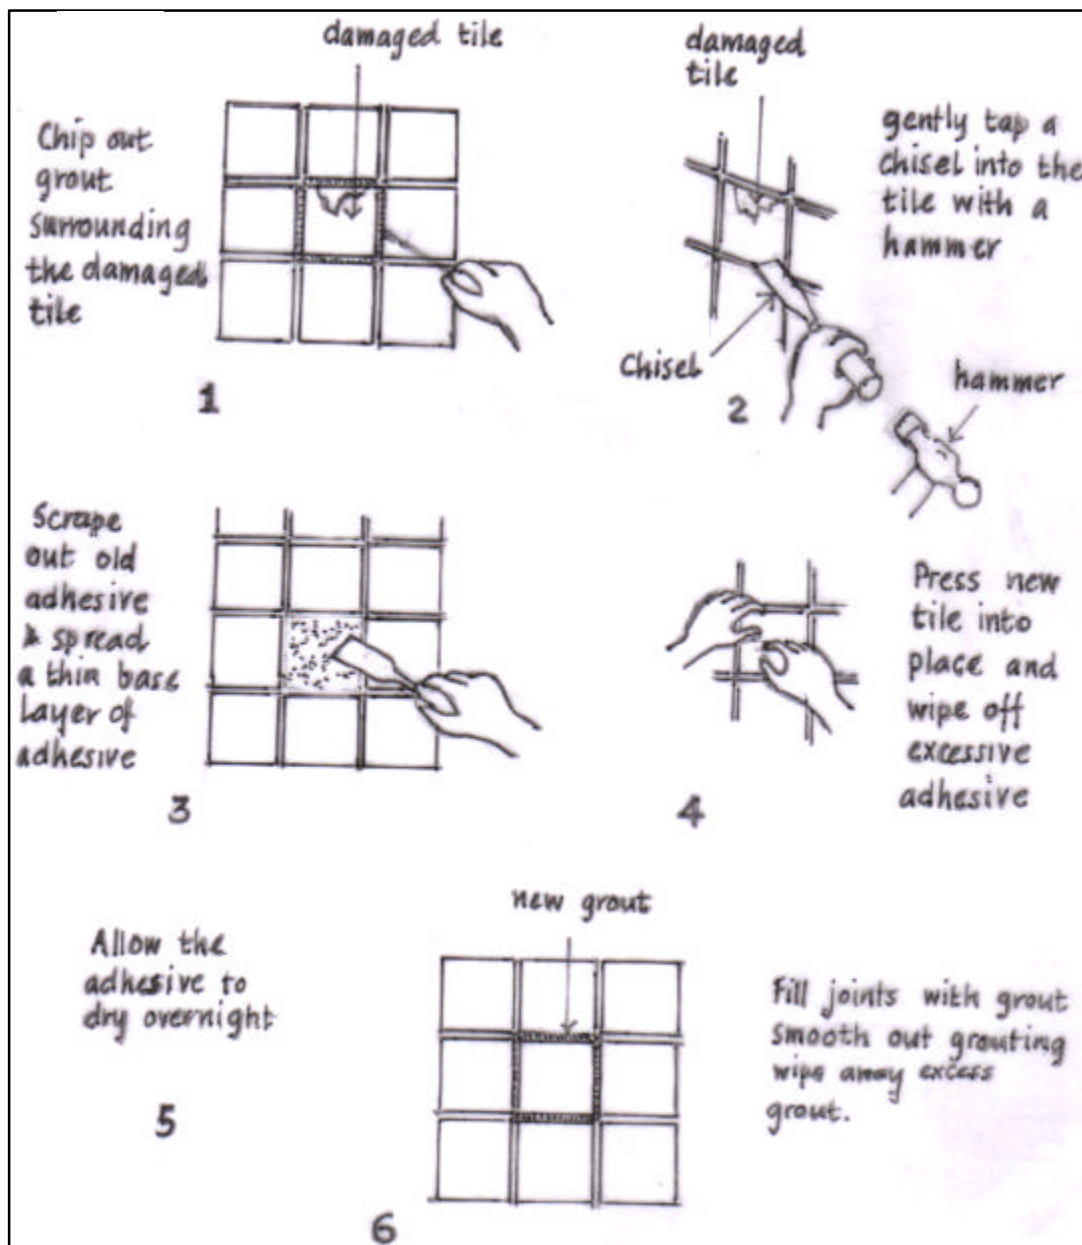 damaged tile
Chip out
grout
surrounding
the damaged
tile
1
damaged
tile
gently tap a
chisel into the
tile with a
hammer
Chisel
hammer
2
Scrape
out old
adhesive
& spread
a thin base
layer of
adhesive
3
Press new
tile into
place and
wipe off
excessive
adhesive
4
Allow the
adhesive to
dry overnight
5
new grout
Fill joints with grout
smooth out grouting
wipe away excess
grout.
6